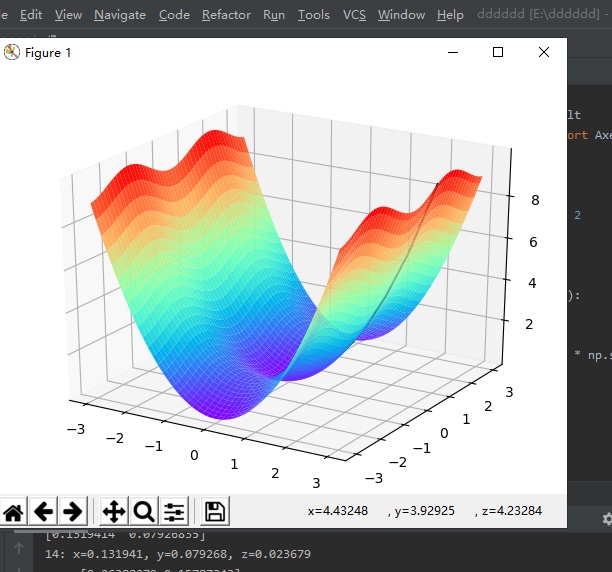 Edit View Navigate Code Refactor Run Tools VCS Window Help dddddd [E:\dddddd] -
Figure 1
lt
ort Axe
2
):
* np.s
8
6
4
2
−3 −2 −1 0 1 2 3
−3 −2 −1 0 1 2 3
x=4.43248 , y=3.92925 , z=4.23284
[0.1319414 0.07926835]
14: x=0.131941, y=0.079268, z=0.023679